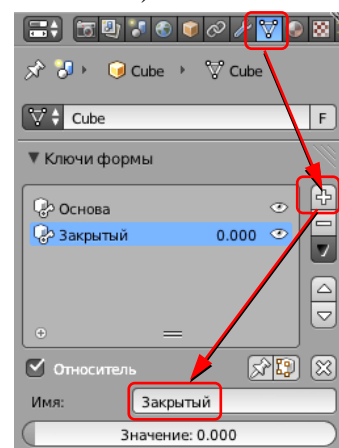 Cube Cube
Cube F
Ключи формы
Основа
Закрытый 0.000
Относитель
Имя: Закрытый
Значение: 0.000